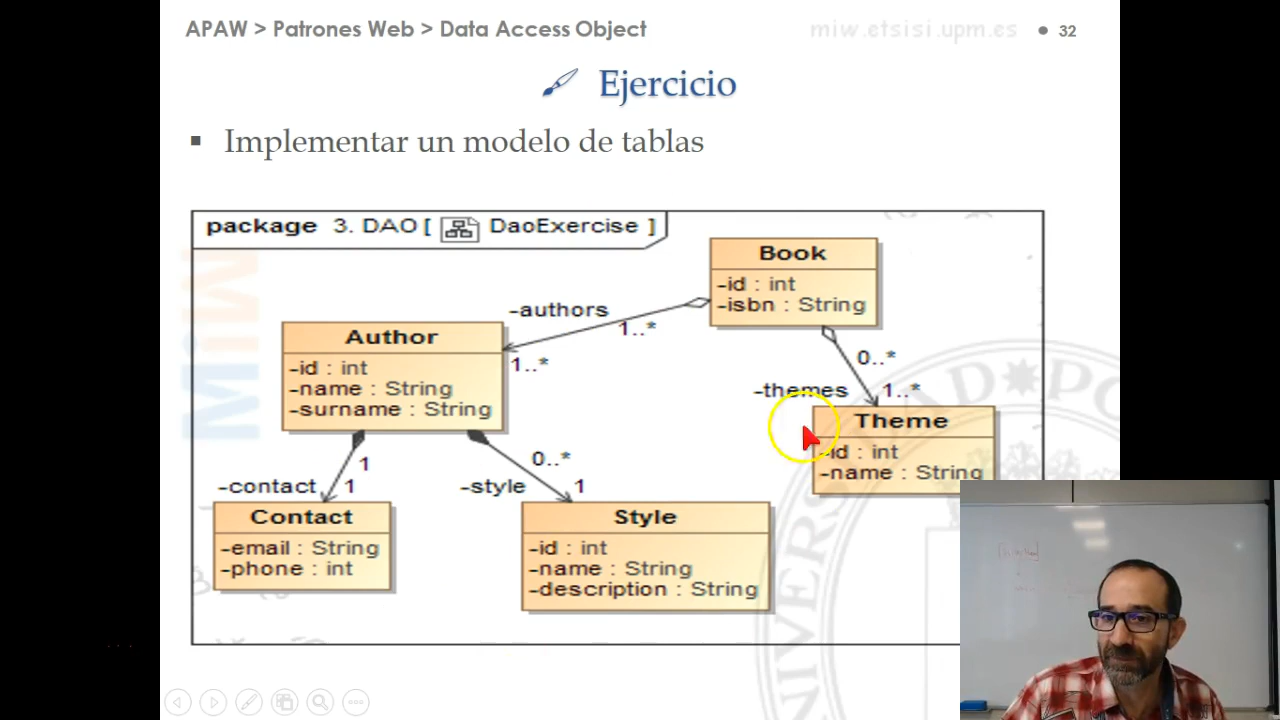 APAW > Patrones Web > Data Access Object
miw.etsisi.upm.es
32
Ejercicio
Implementar un modelo de tablas
package 3. DAO [ DaoExercise ]
Book
-id : int
-isbn : String
-authors
1..*
1..*
Author
-id : int
-name : String
-surname : String
0..*
-themes
1..*
Theme
-id : int
-name : String
1
-contact
1
0..*
-style
1
Contact
-email : String
-phone : int
Style
-id : int
-name : String
-description : String
MiW